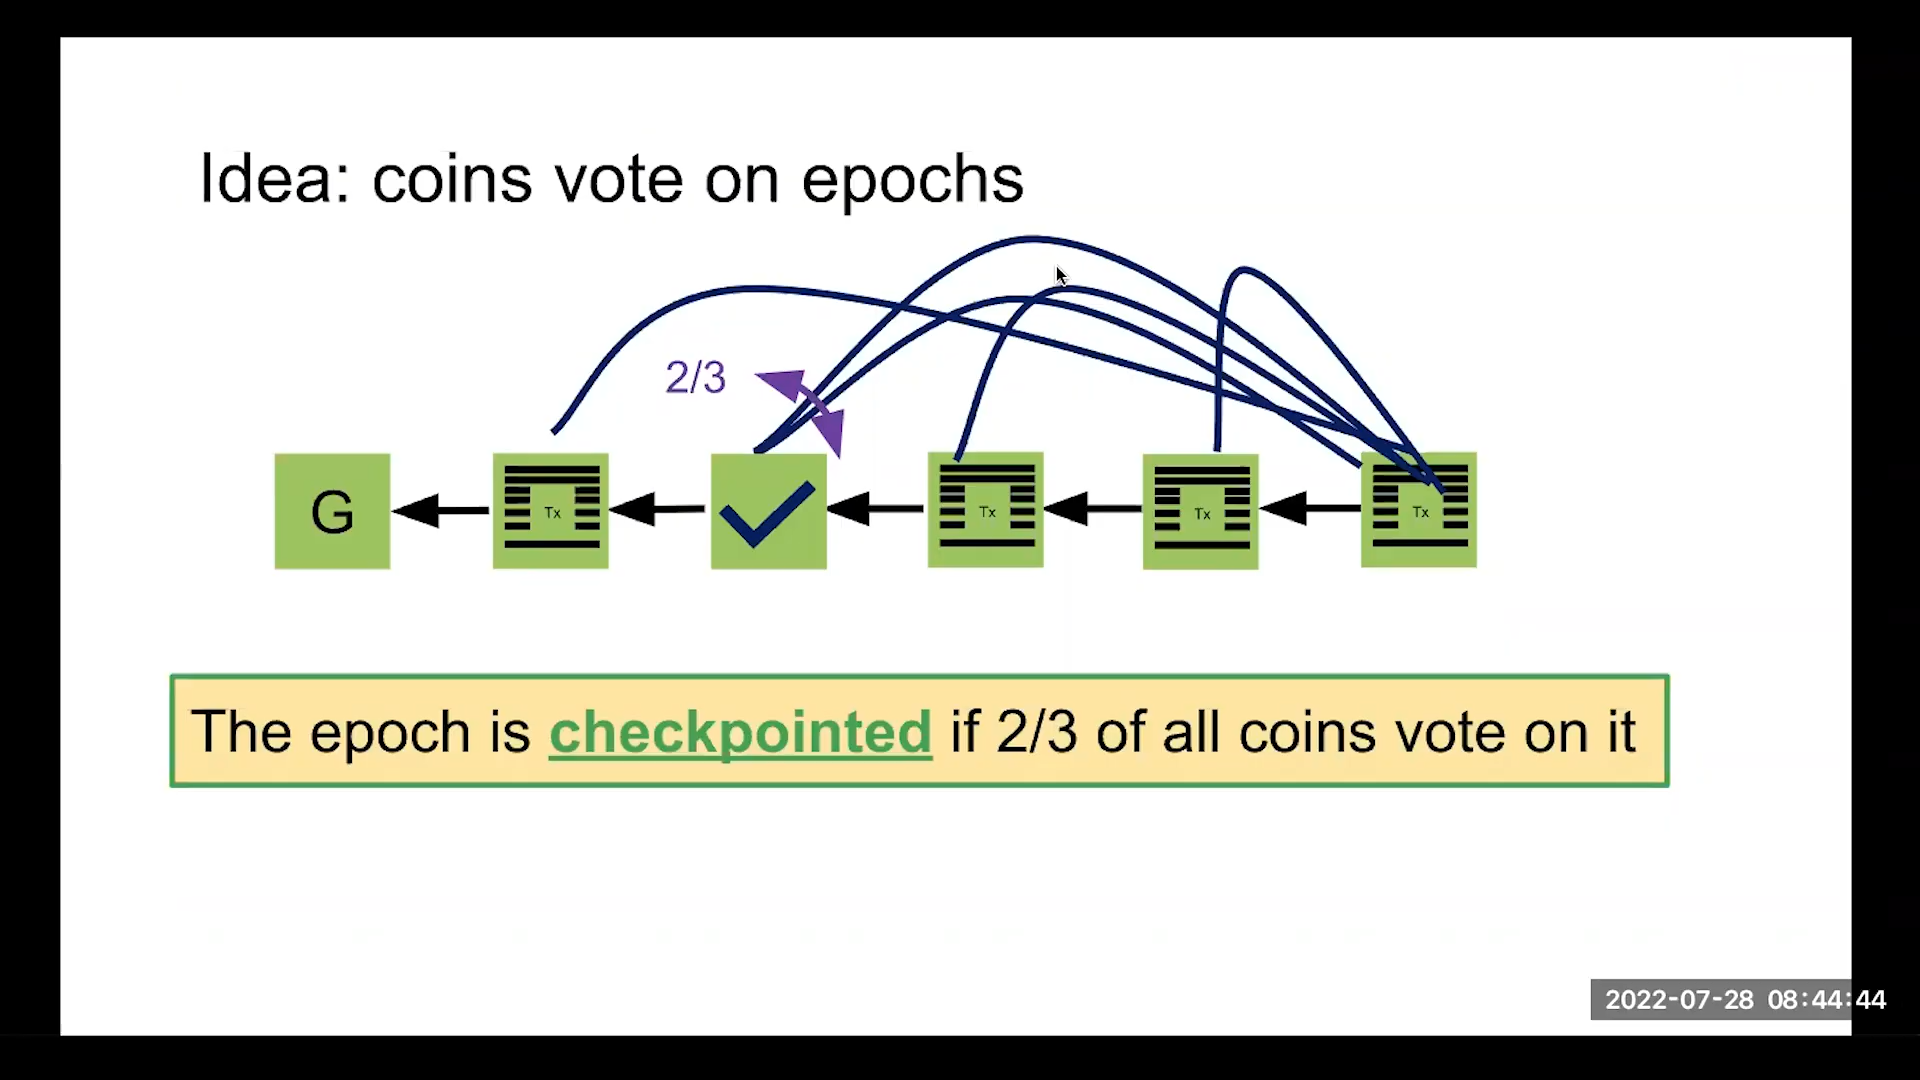 Idea: coins vote on epochs
2/3
G
Tx
Tx
Tx
Tx
The epoch is checkpointed if 2/3 of all coins vote on it
2022-07-28 08:44:44